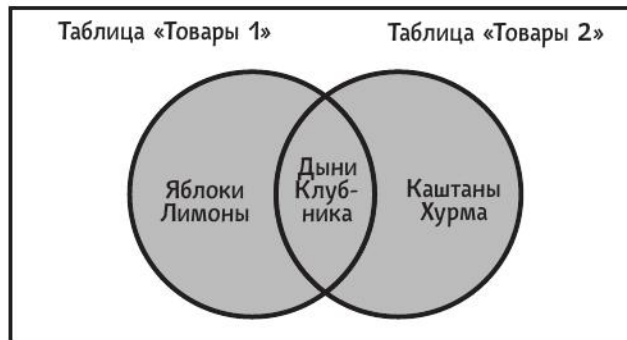 Таблица «Товары 1»
Таблица «Товары 2»
Яблоки
Лимоны
Дыни
Клуб-
ника
Каштаны
Хурма